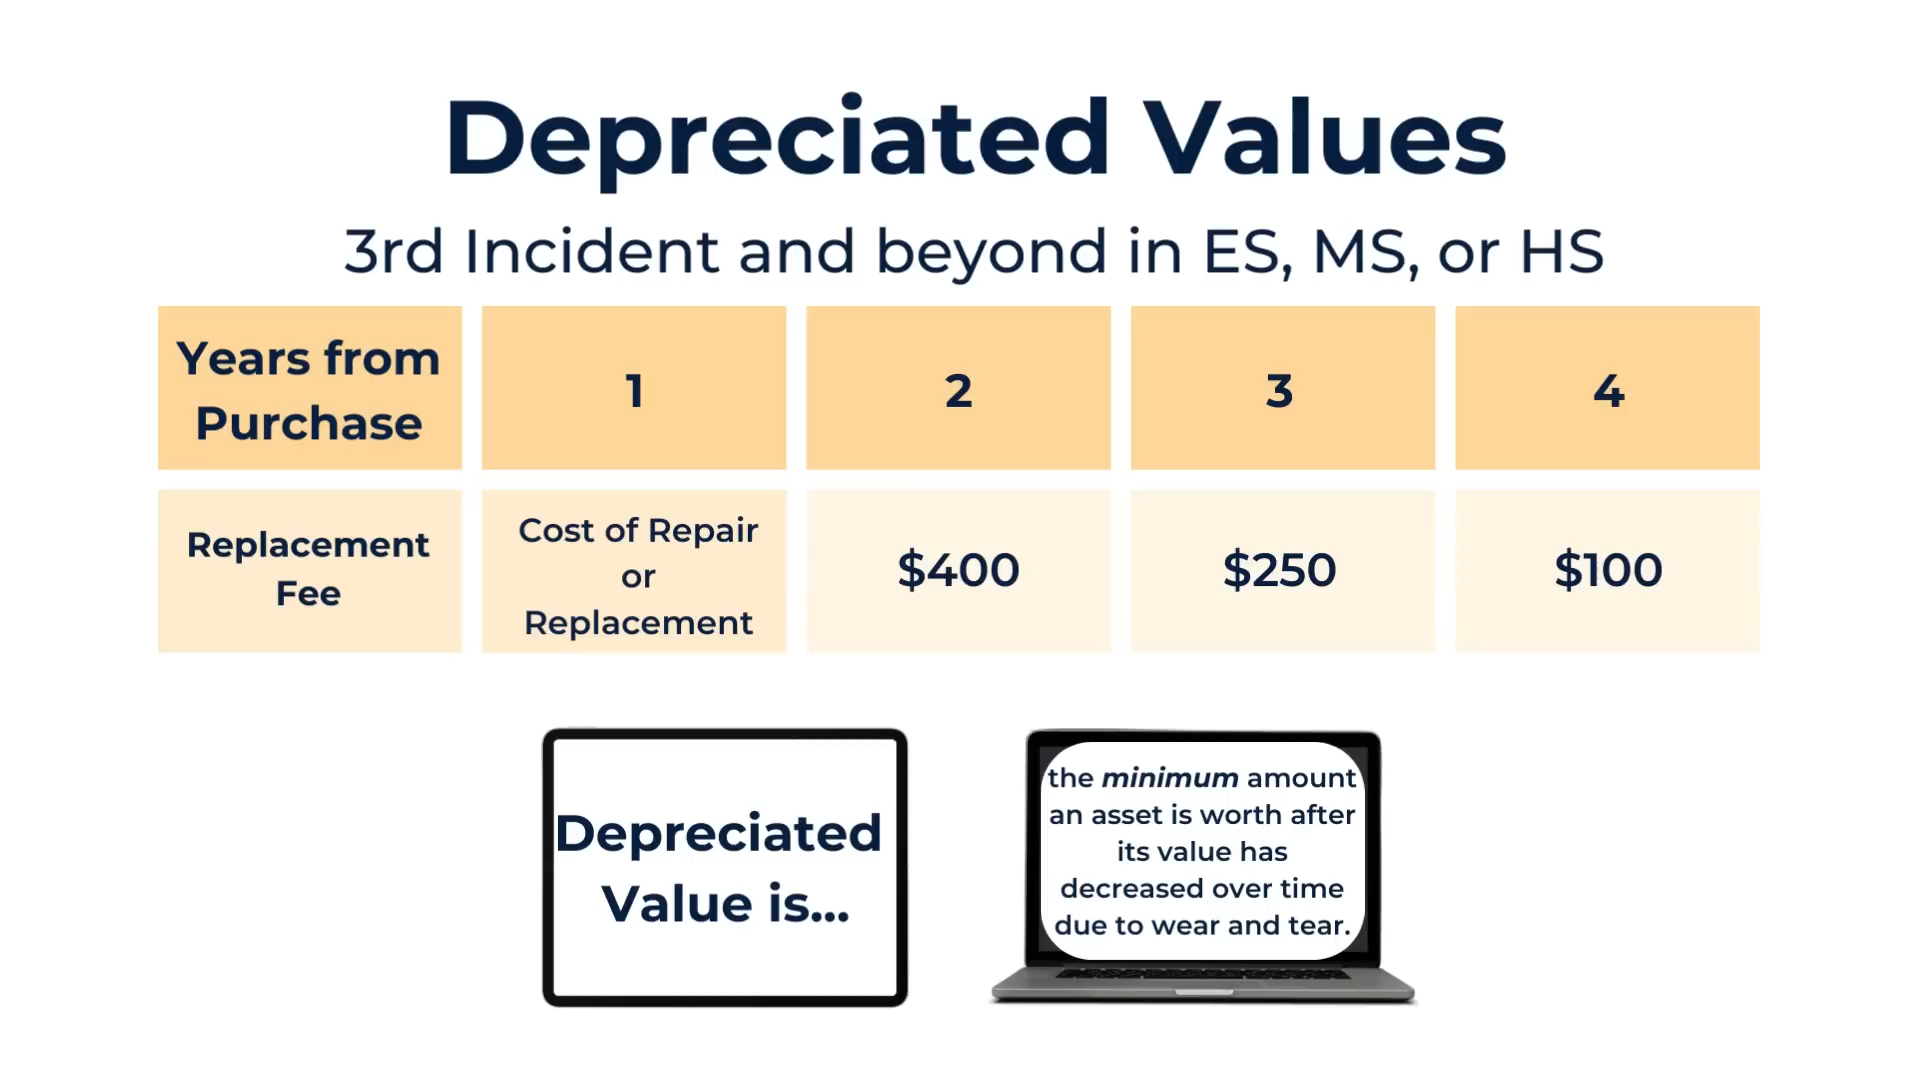 Depreciated Values
3rd Incident and beyond in ES, MS, or HS
Years from
Purchase
1
2
3
4
Replacement
Fee
Cost of Repair
or
Replacement
$400
$250
$100
Depreciated
Value is...
the minimum amount
an asset is worth after
its value has
decreased over time
due to wear and tear.